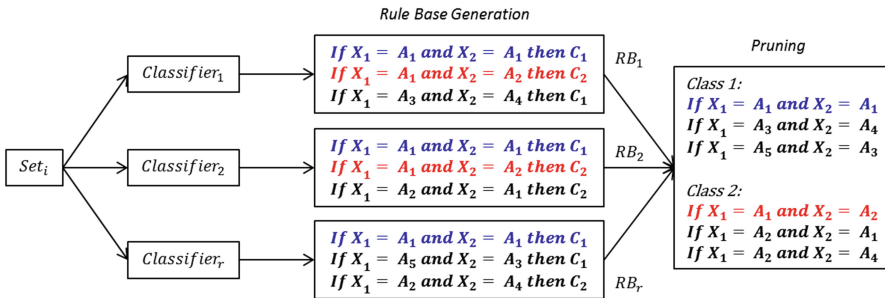 Rule Base Generation
Pruning
Set_i
Classifier_1
If X_1 = A_1 and X_2 = A_1 then C_1
If X_1 = A_1 and X_2 = A_2 then C_2
If X_1 = A_3 and X_2 = A_4 then C_1
RB_1
Classifier_2
If X_1 = A_1 and X_2 = A_1 then C_1
If X_1 = A_1 and X_2 = A_2 then C_2
If X_1 = A_2 and X_2 = A_1 then C_2
RB_2
Classifier_r
If X_1 = A_1 and X_2 = A_1 then C_1
If X_1 = A_5 and X_2 = A_3 then C_1
If X_1 = A_2 and X_2 = A_4 then C_2
RB_r
Class 1:
If X_1 = A_1 and X_2 = A_1
If X_1 = A_3 and X_2 = A_4
If X_1 = A_5 and X_2 = A_3
Class 2:
If X_1 = A_1 and X_2 = A_2
If X_1 = A_2 and X_2 = A_1
If X_1 = A_2 and X_2 = A_4